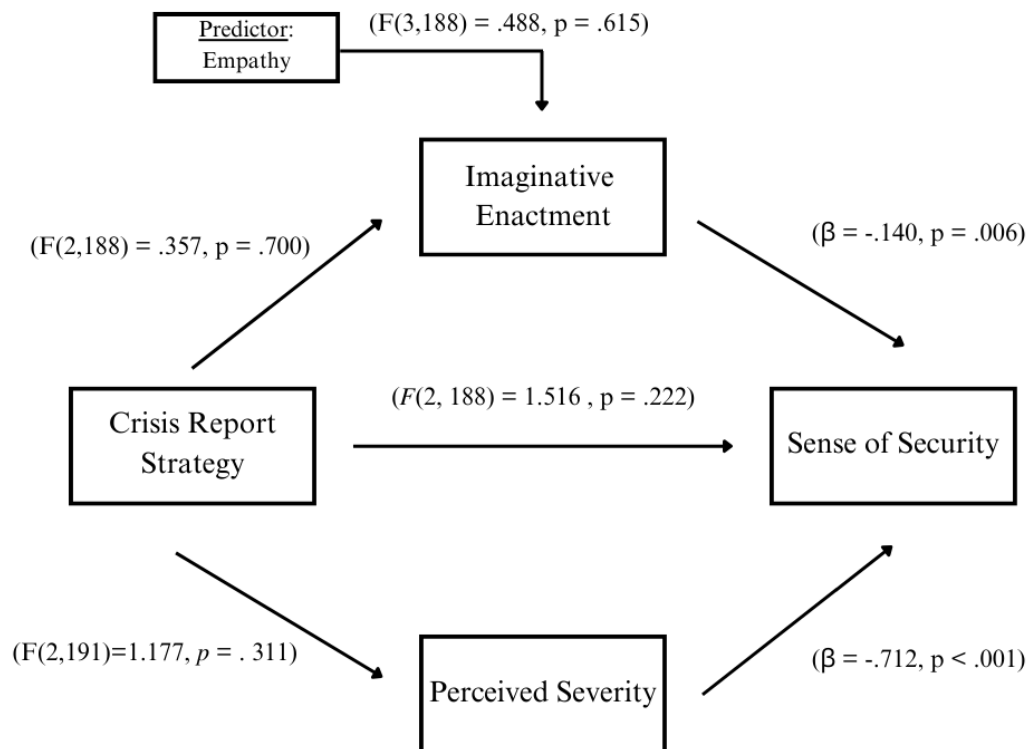 (F(3,188) = .488, p = .615)
Predictor:
Empathy
Imaginative
Enactment
(F(2,188) = .357, p = .700)
(β = -.140, p = .006)
(F(2, 188) = 1.516 , p = .222)
Crisis Report
Strategy
Sense of Security
(F(2,191)=1.177, p = . 311)
(β = -.712, p < .001)
Perceived Severity